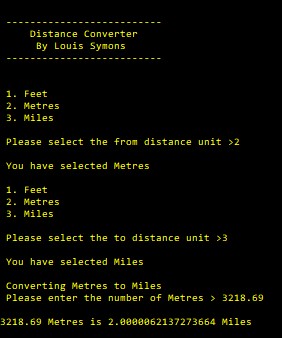 --------------------------
Distance Converter
By Louis Symons
--------------------------
1. Feet
2. Metres
3. Miles
Please select the from distance unit >2
You have selected Metres
1. Feet
2. Metres
3. Miles
Please select the to distance unit >3
You have selected Miles
Converting Metres to Miles
Please enter the number of Metres > 3218.69
3218.69 Metres is 2.0000062137273664 Miles